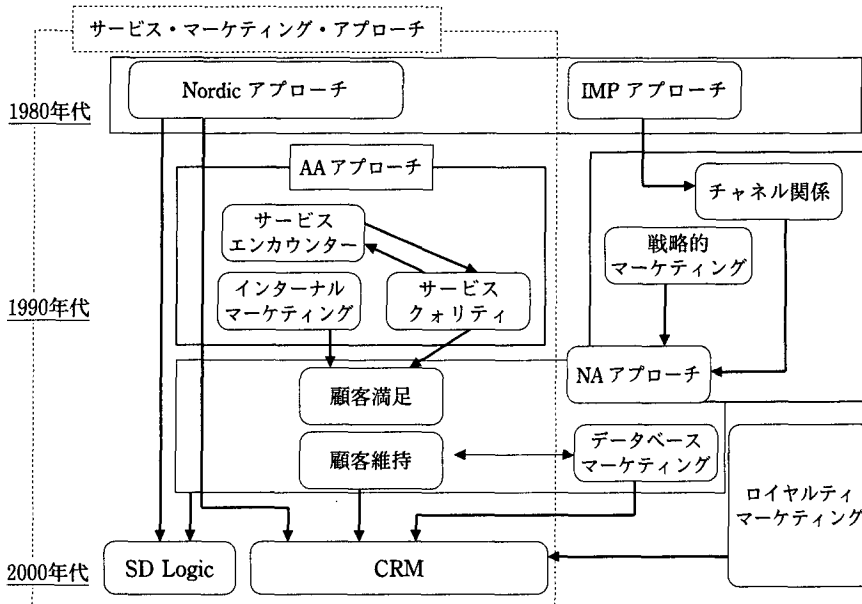 サービス・マーケティング・アプローチ
Nordic アプローチ
IMP アプローチ
1980年代
AA アプローチ
チャネル関係
サービス
エンカウンター
戦略的
マーケティング
インターナル
マーケティング
サービス
クォリティ
1990年代
NA アプローチ
顧客満足
顧客維持
データベース
マーケティング
ロイヤルティ
マーケティング
SD Logic
CRM
2000年代